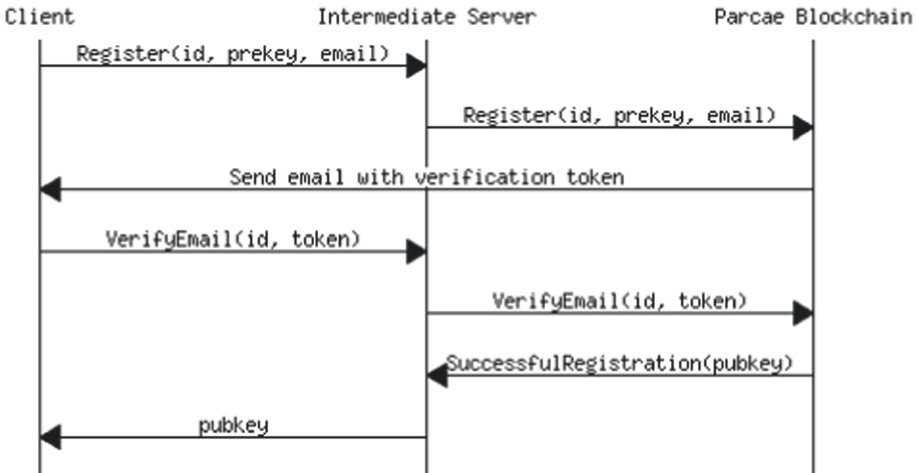 Client
Intermediate Server
Parcae Blockchain
Register(id, prekey, email)
Register(id, prekey, email)
Send email with verification token
VerifyEmail(id, token)
VerifyEmail(id, token)
SuccessfulRegistration(pubkey)
pubkey